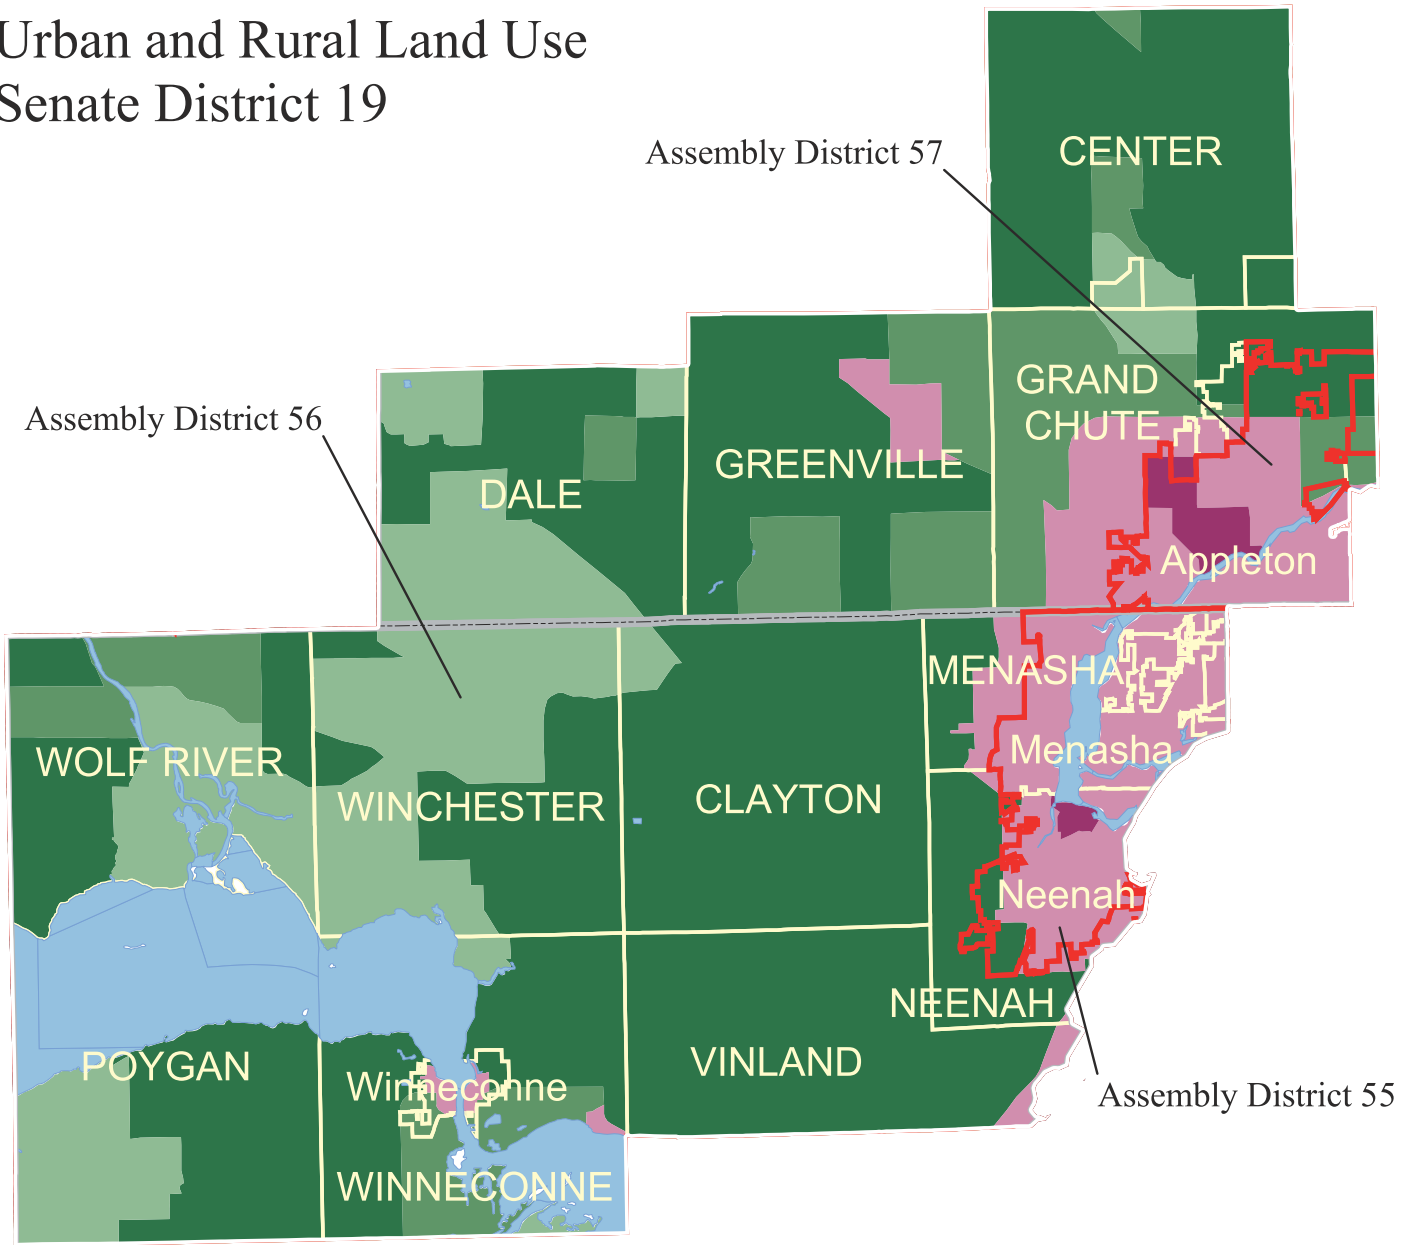 Urban and Rural Land Use
Senate District 19
Assembly District 57
CENTER
Assembly District 56
GRAND
CHUTE
GREENVILLE
DALE
Appleton
MENASHA
Menasha
WOLF RIVER
WINCHESTER
CLAYTON
Neenah
NEENAH
POYGAN
Winneconne
VINLAND
Assembly District 55
WINNECONNE